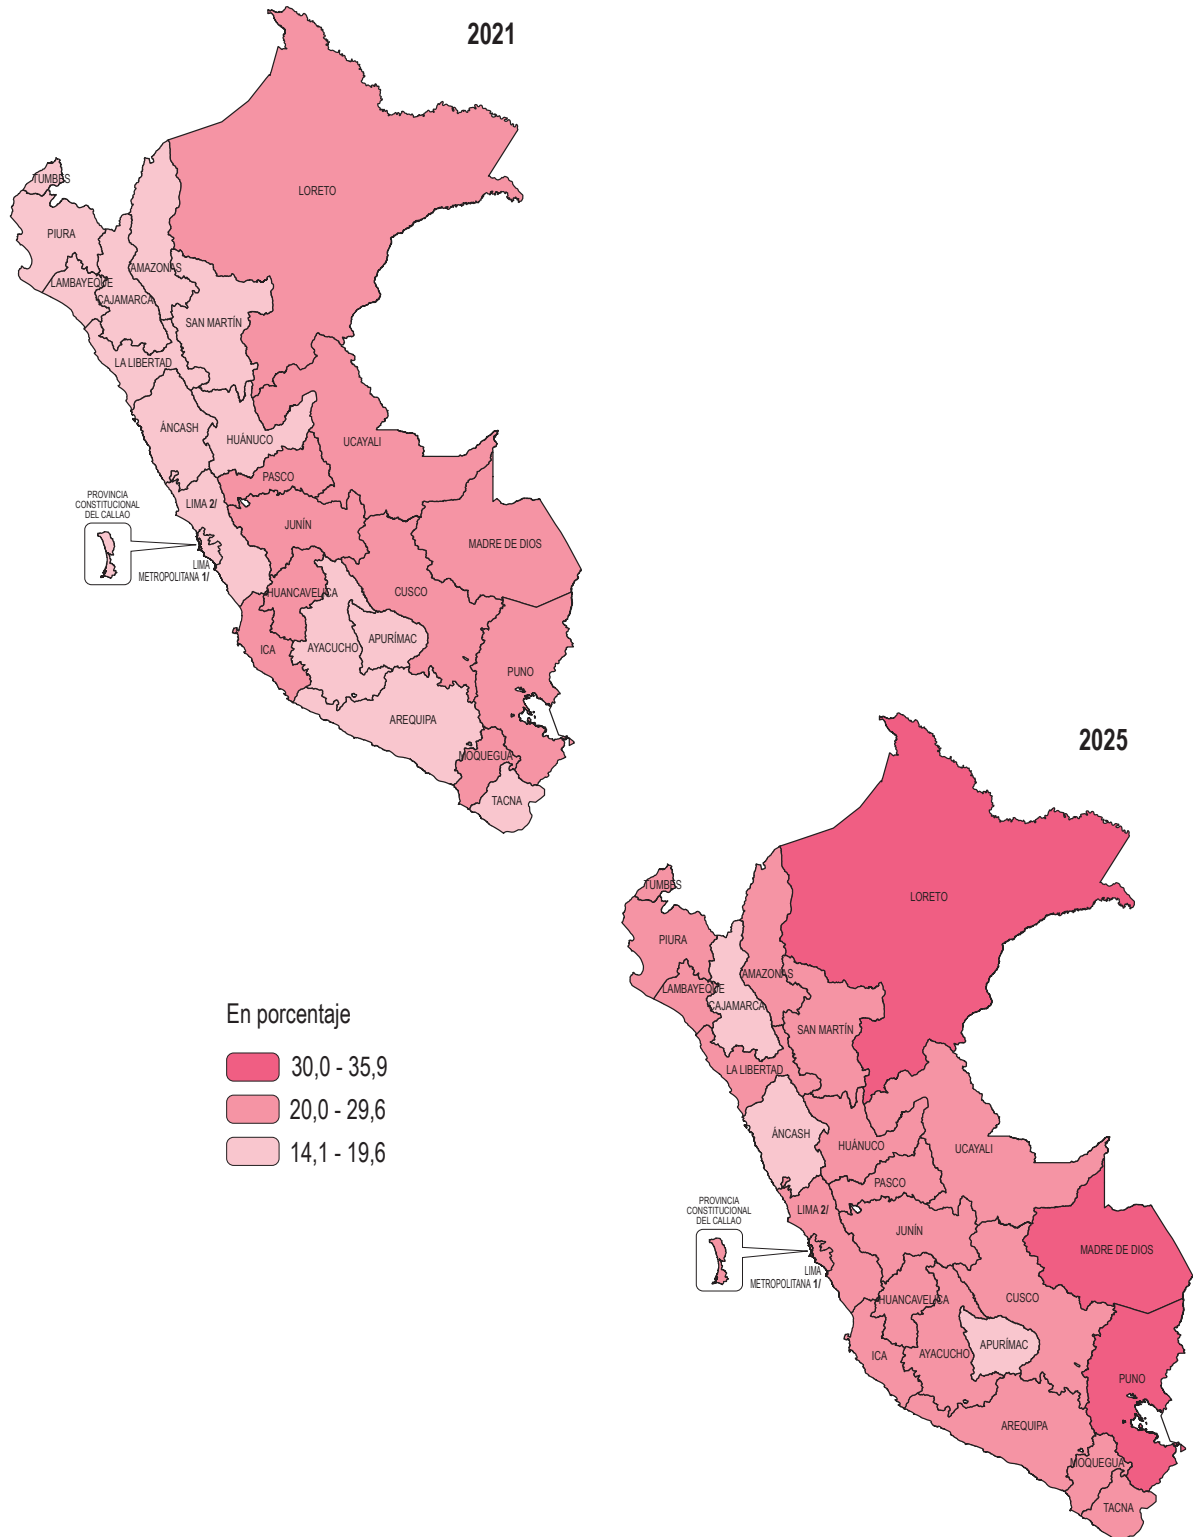 2021
LORETO
TUMBES
PIURA
AMAZONAS
LAMBAYEQUE
CAJAMARCA
SAN MARTÍN
LA LIBERTAD
ÁNCASH
HUÁNUCO
UCAYALI
PASCO
PROVINCIA
CONSTITUCIONAL
DEL CALLAO
LIMA 2/
JUNÍN
MADRE DE DIOS
LIMA
METROPOLITANA 1/
HUANCAVELICA
CUSCO
APURÍMAC
ICA
AYACUCHO
PUNO
AREQUIPA
MOQUEGUA
TACNA
2025
LORETO
TUMBES
PIURA
AMAZONAS
LAMBAYEQUE
CAJAMARCA
SAN MARTÍN
LA LIBERTAD
ÁNCASH
HUÁNUCO
UCAYALI
PASCO
PROVINCIA
CONSTITUCIONAL
DEL CALLAO
LIMA 2/
JUNÍN
MADRE DE DIOS
LIMA
METROPOLITANA 1/
HUANCAVELICA
CUSCO
APURÍMAC
ICA
AYACUCHO
PUNO
AREQUIPA
MOQUEGUA
TACNA
En porcentaje
30,0 - 35,9
20,0 - 29,6
14,1 - 19,6